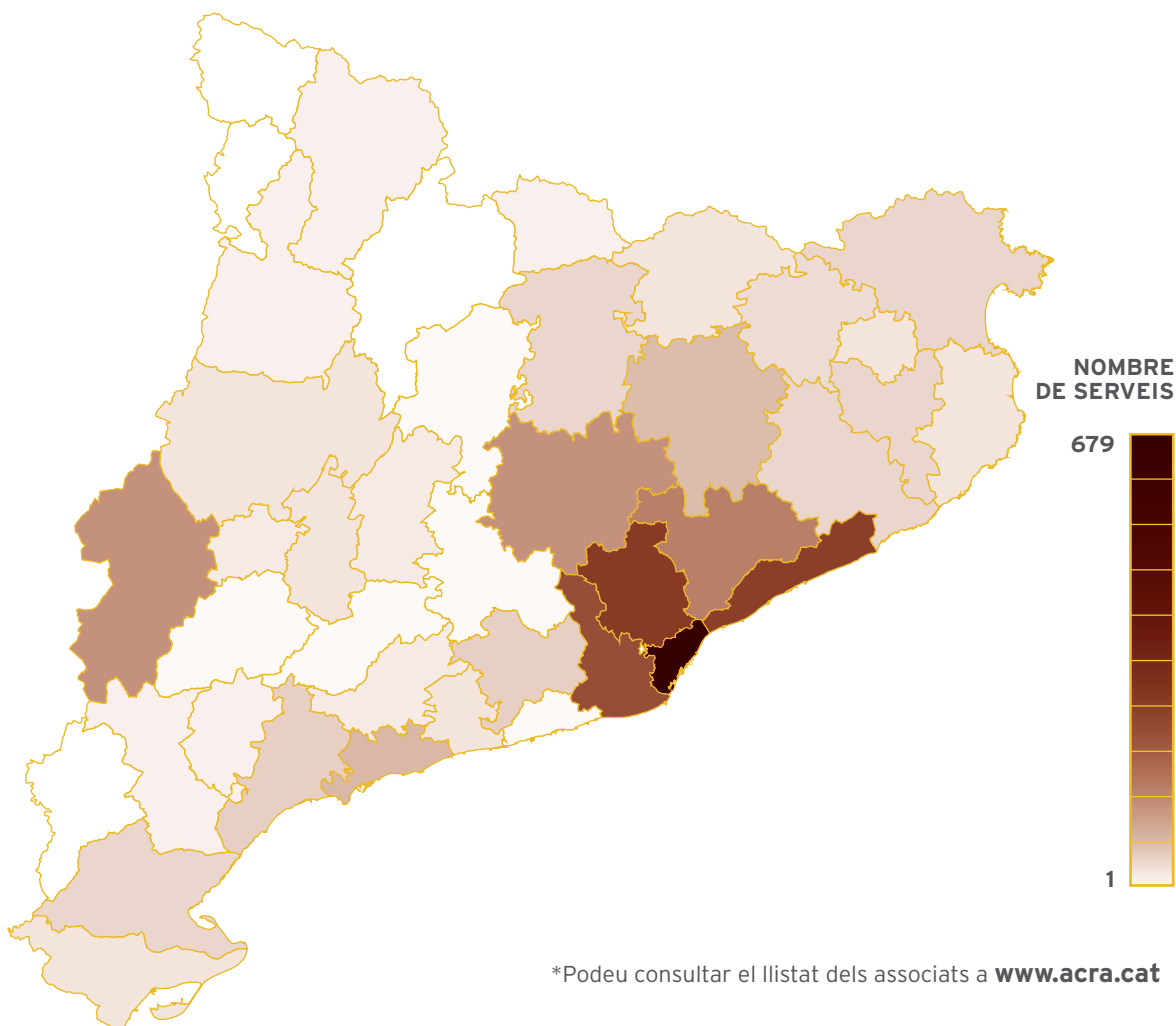 NOMBRE
DE SERVEIS
679
1
*Podeu consultar el llistat dels associats a www.acra.cat